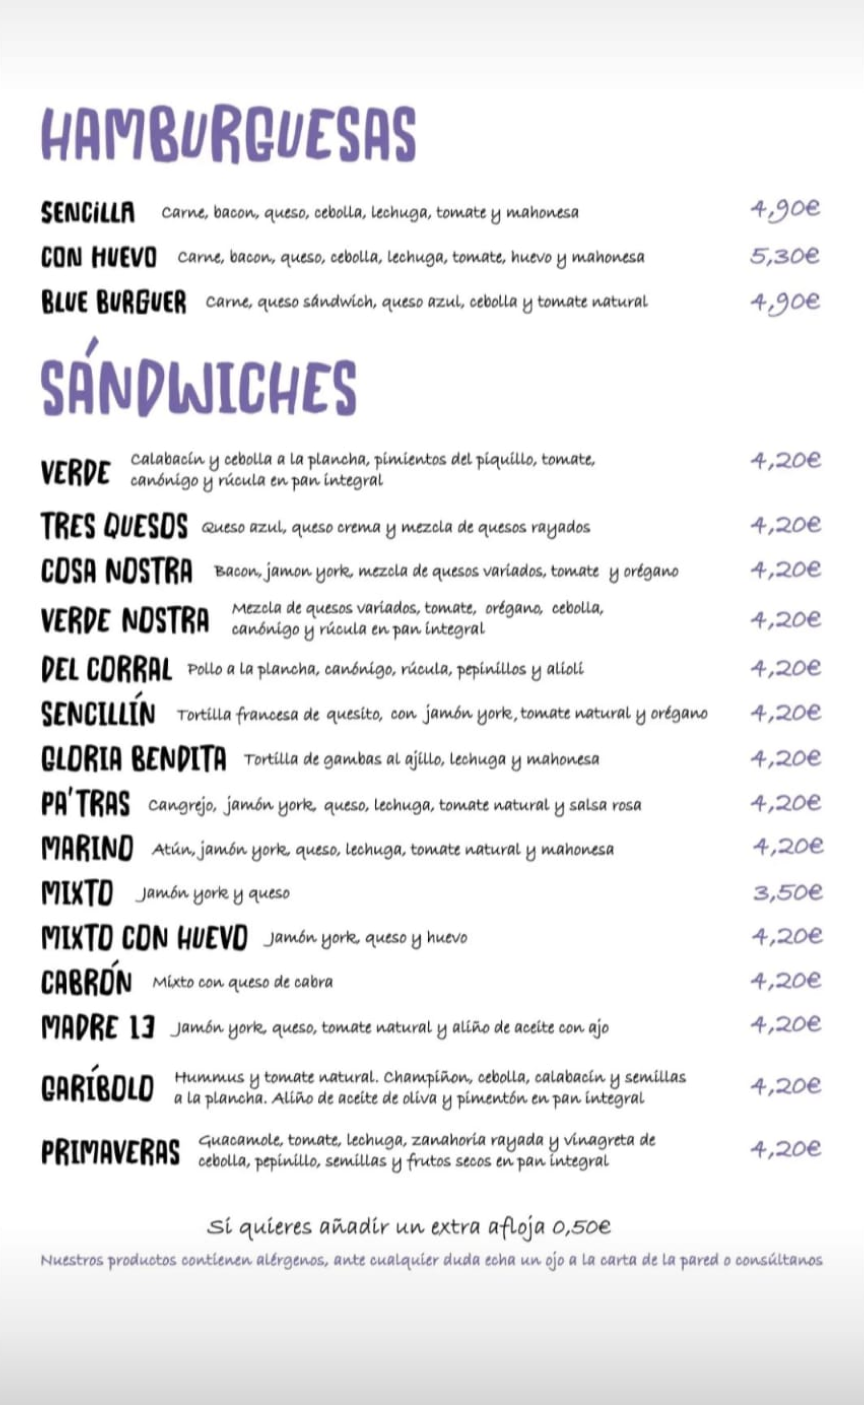 HAMBURGUESAS
SENCILLA Carne, bacon, queso, cebolla, lechuga, tomate y mahonesa 4,90€
CON HUEVO Carne, bacon, queso, cebolla, lechuga, tomate, huevo y mahonesa 5,30€
BLUE BURGUER Carne, queso sándwich, queso azul, cebolla y tomate natural 4,90€
SÁNDWICHES
VERDE Calabacín y cebolla a la plancha, pimientos del piquillo, tomate, 4,20€
canónigo y rúcula en pan integral
TRES QUESOS Queso azul, queso crema y mezcla de quesos rayados 4,20€
COSA NOSTRA Bacon, jamon york, mezcla de quesos variados, tomate y orégano 4,20€
VERDE NOSTRA Mezcla de quesos variados, tomate, orégano, cebolla, 4,20€
canónigo y rúcula en pan integral
DEL CORRAL Pollo a la plancha, canónigo, rúcula, pepinillos y alioli 4,20€
SENCILLÍN Tortilla francesa de quesito, con jamón york, tomate natural y orégano 4,20€
GLORIA BENDITA Tortilla de gambas al ajillo, lechuga y mahonesa 4,20€
PA'TRAS Cangrejo, jamón york, queso, lechuga, tomate natural y salsa rosa 4,20€
MARINO Atún, jamón york, queso, lechuga, tomate natural y mahonesa 4,20€
MIXTO Jamón york y queso 3,50€
MIXTO CON HUEVO Jamón york, queso y huevo 4,20€
CABRÓN Mixto con queso de cabra 4,20€
MADRE 13 Jamón york, queso, tomate natural y aliño de aceite con ajo 4,20€
GARÍBOLO Hummus y tomate natural. Champiñon, cebolla, calabacín y semillas 4,20€
a la plancha. Aliño de aceite de oliva y pimentón en pan integral
PRIMAVERAS Guacamole, tomate, lechuga, zanahoria rayada y vinagreta de 4,20€
cebolla, pepinillo, semillas y frutos secos en pan integral
Si quieres añadir un extra afloja 0,50€
Nuestros productos contienen alérgenos, ante cualquier duda echa un ojo a la carta de la pared o consúltanos